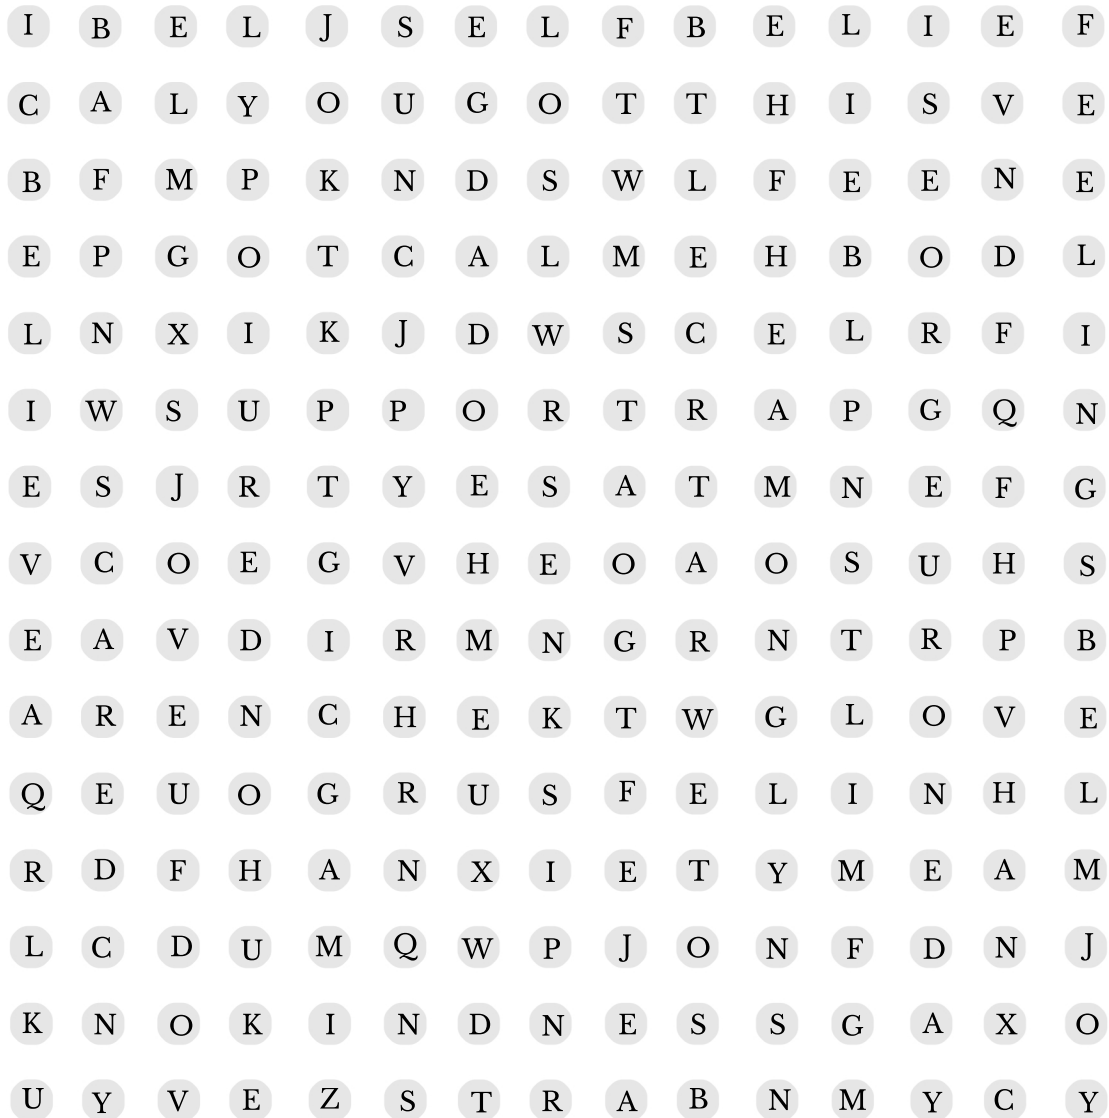 I B E L J S E L F B E L I E F
C A L Y O U G O T T H I S V E
B F M P K N D S W L F E E N E
E P G O T C A L M E H B O D L
L N X I K J D W S C E L R F I
I W S U P P O R T R A P G Q N
E S J R T Y E S A T M N E F G
V C O E G V H E O A O S U H S
E A V D I R M N G R N T R P B
A R E N C H E K T W G L O V E
Q E U O G R U S F E L I N H L
R D F H A N X I E T Y M E A M
L C D U M Q W P J O N F D N J
K N O K I N D N E S S G A X O
U Y V E Z S T R A B N M Y C Y